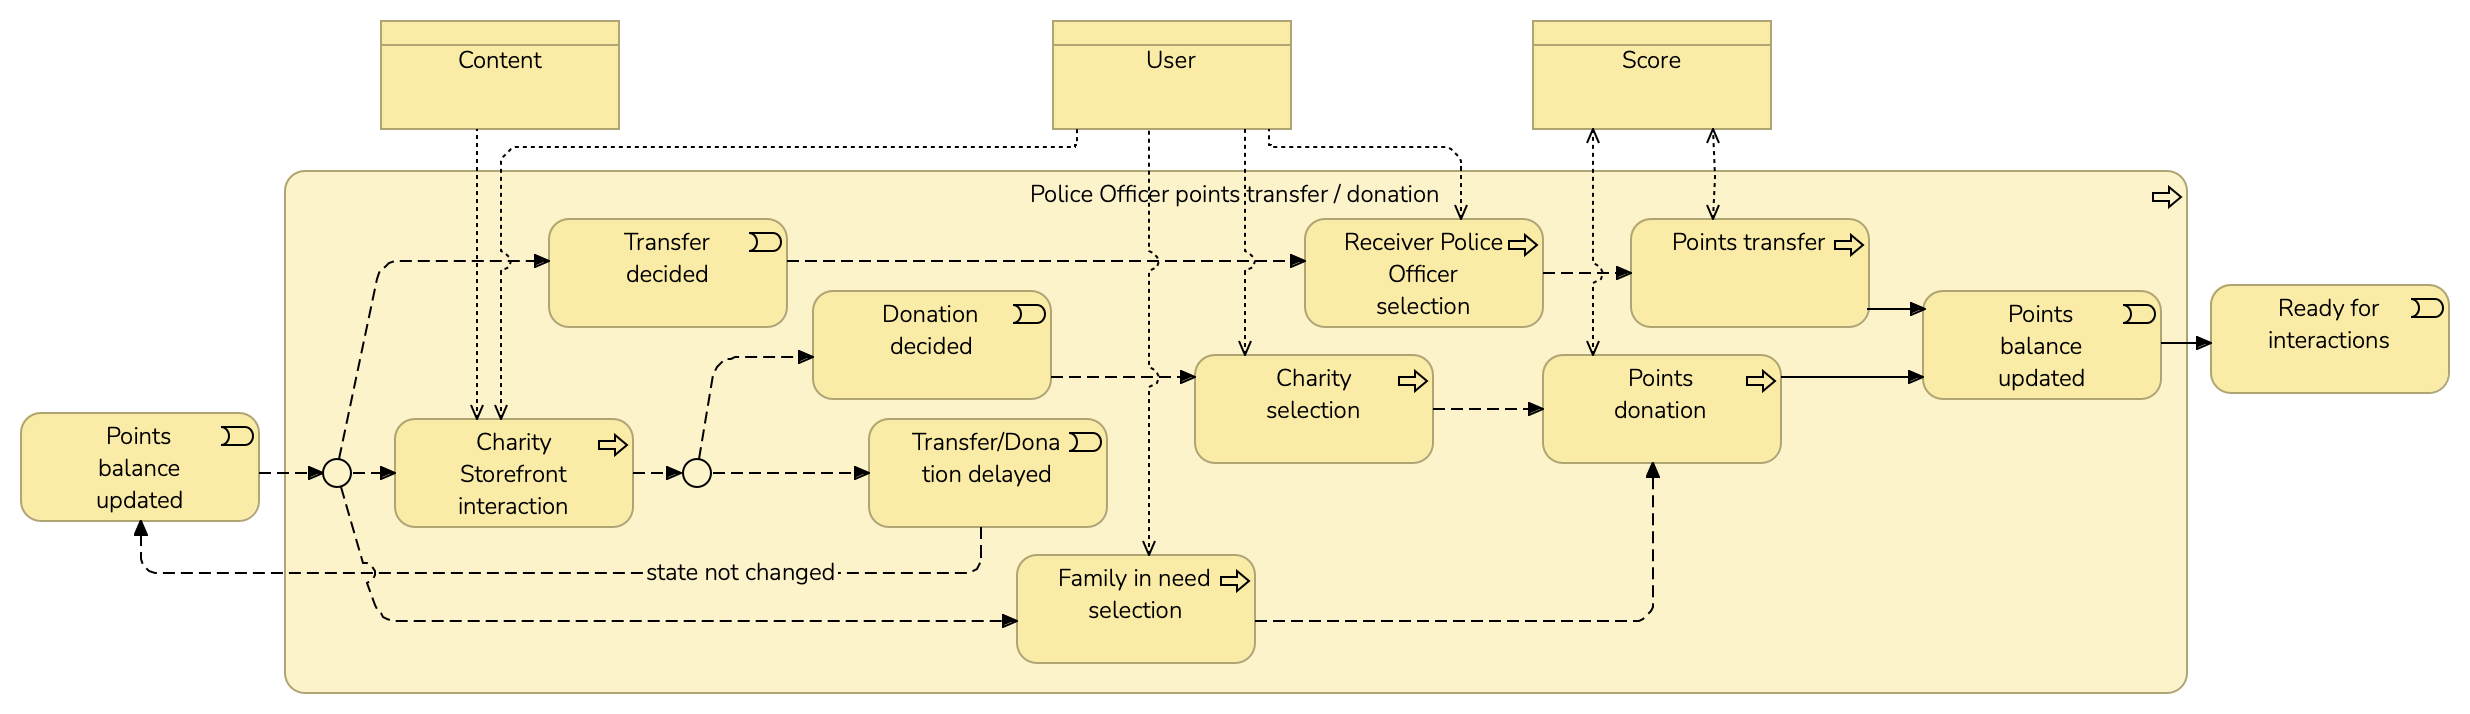 Content
User
Score
Police Officer points transfer / donation
Transfer
decided
Receiver Police
Officer
selection
Points transfer
Donation
decided
Points
balance
updated
Ready for
interactions
Charity
selection
Points
donation
Points
balance
updated
Charity
Storefront
interaction
Transfer/Dona
tion delayed
state not changed
Family in need
selection